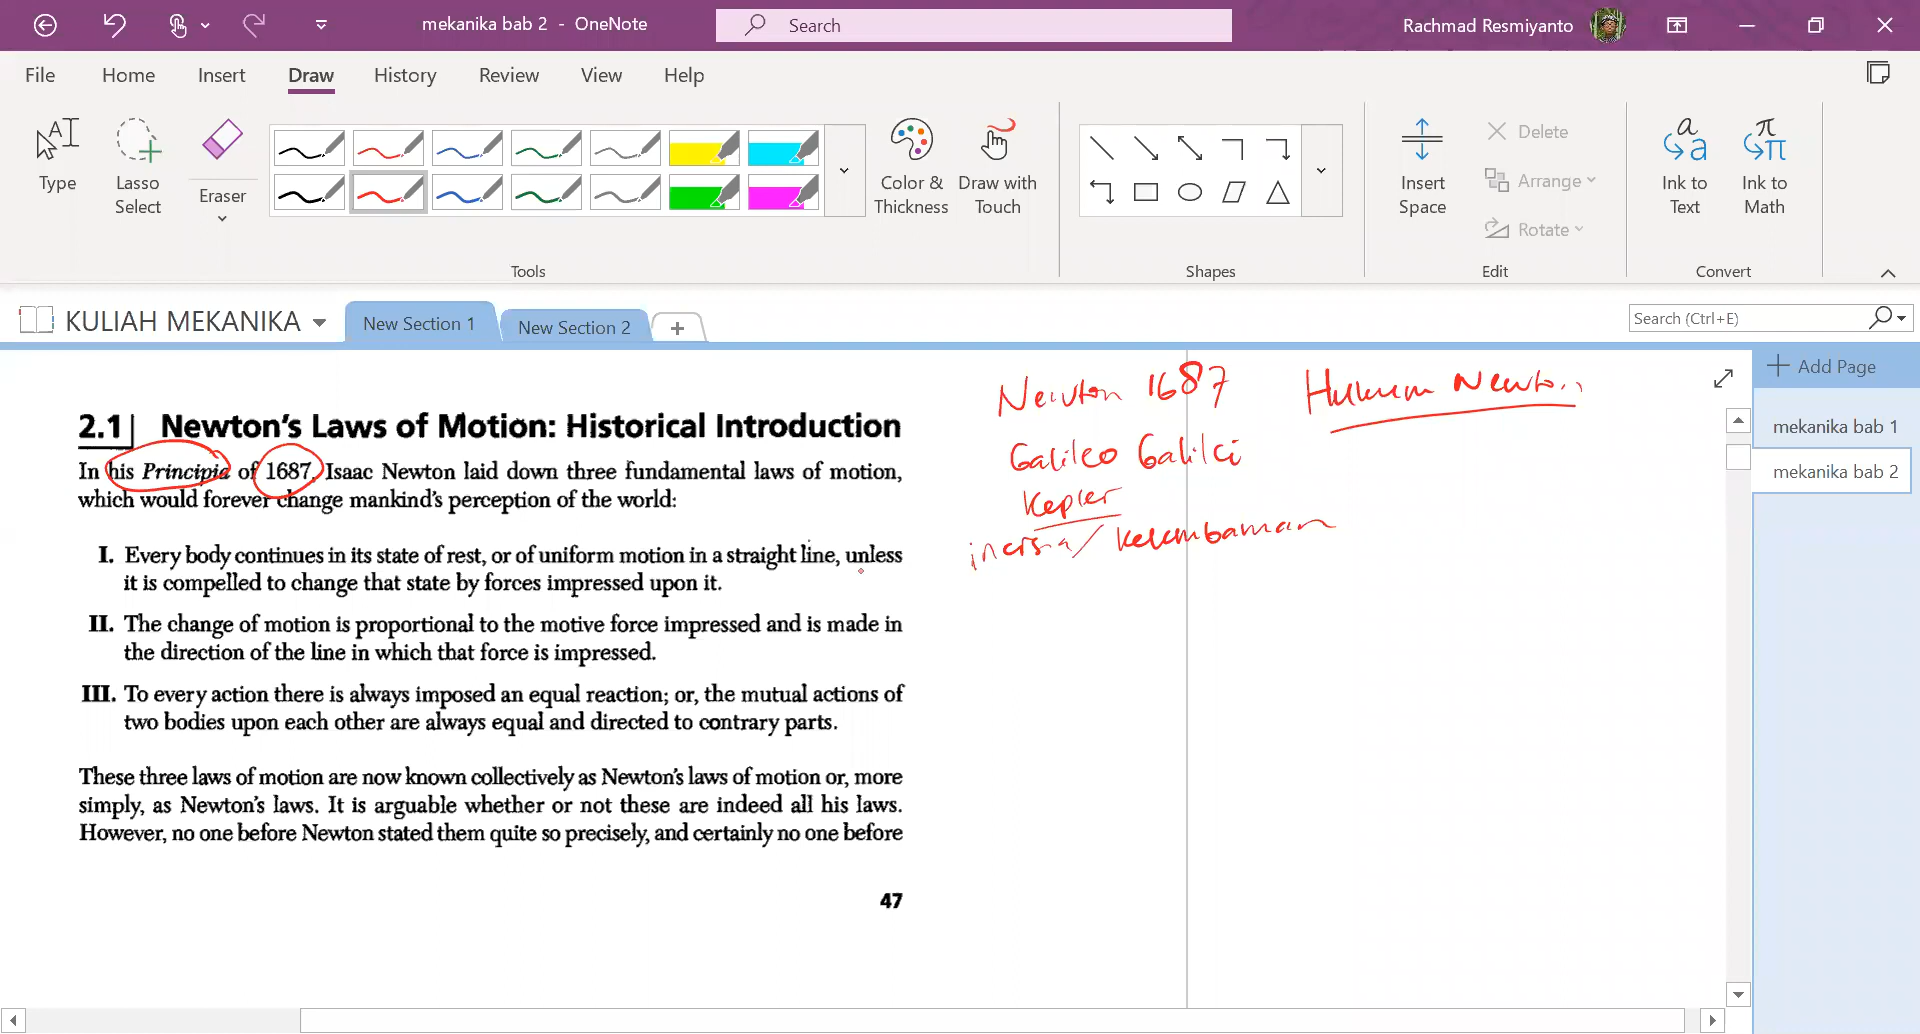 mekanika bab 2 - OneNote
Search
Rachmad Resmiyanto
File Home Insert Draw History Review View Help
Type
Lasso Select
Eraser
Color & Thickness
Draw with Touch
Insert Space
Delete
Arrange
Rotate
Ink to Text
Ink to Math
Tools
Shapes
Edit
Convert
KULIAH MEKANIKA
New Section 1
New Section 2
Search (Ctrl+E)
Add Page
mekanika bab 1
mekanika bab 2
2.1 Newton's Laws of Motion: Historical Introduction
In his Principia of 1687, Isaac Newton laid down three fundamental laws of motion,
which would forever change mankind's perception of the world:
I. Every body continues in its state of rest, or of uniform motion in a straight line, unless
it is compelled to change that state by forces impressed upon it.
II. The change of motion is proportional to the motive force impressed and is made in
the direction of the line in which that force is impressed.
III. To every action there is always imposed an equal reaction; or, the mutual actions of
two bodies upon each other are always equal and directed to contrary parts.
These three laws of motion are now known collectively as Newton's laws of motion or, more
simply, as Newton's laws. It is arguable whether or not these are indeed all his laws.
However, no one before Newton stated them quite so precisely, and certainly no one before
47
Newton 1687
Hukum Newton
Galileo Galilei
Kepler
inersia/ kelembaman